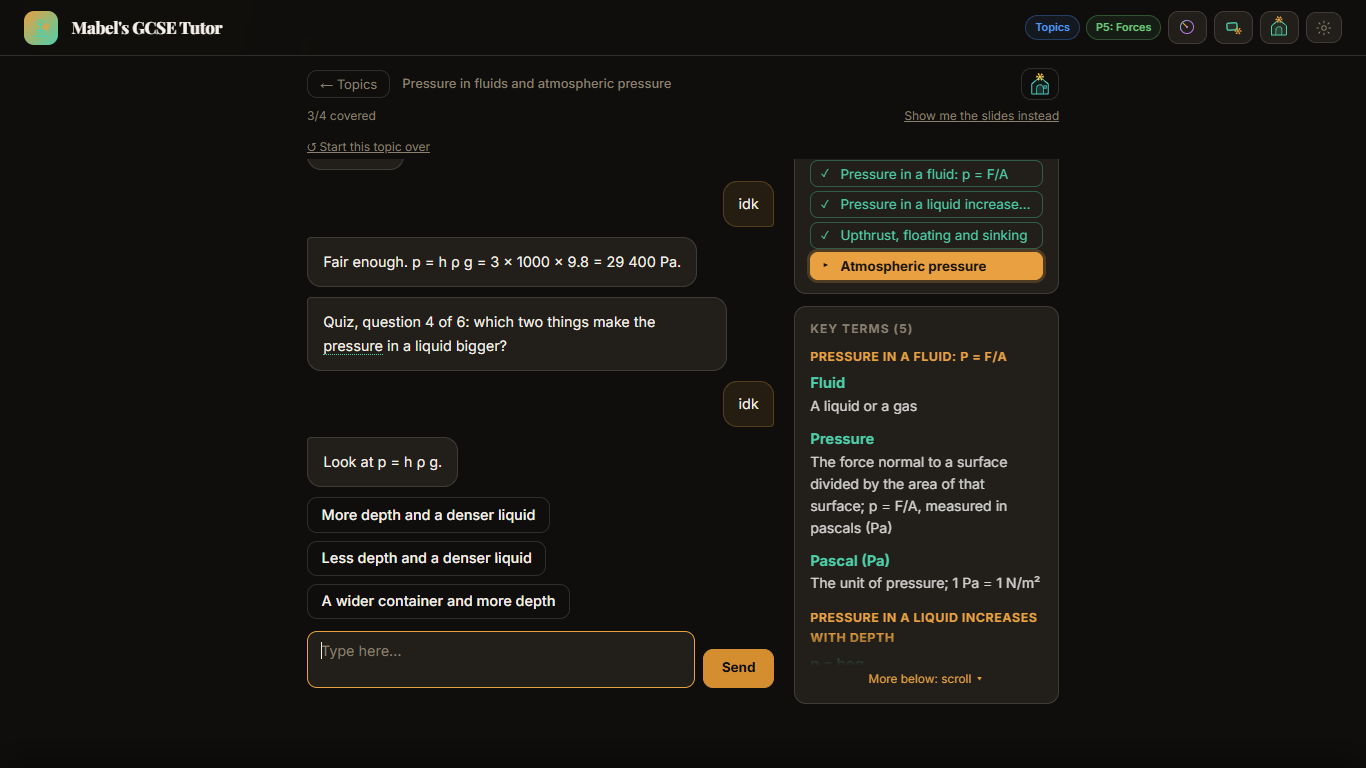 Mabel's GCSE Tutor
Topics
P5: Forces
← Topics
Pressure in fluids and atmospheric pressure
3/4 covered
Show me the slides instead
↺ Start this topic over
idk
Fair enough. p = h ρ g = 3 × 1000 × 9.8 = 29 400 Pa.
Quiz, question 4 of 6: which two things make the
pressure in a liquid bigger?
idk
Look at p = h ρ g.
More depth and a denser liquid
Less depth and a denser liquid
A wider container and more depth
Type here...
Send
✓ Pressure in a fluid: p = F/A
✓ Pressure in a liquid increase...
✓ Upthrust, floating and sinking
‣ Atmospheric pressure
KEY TERMS (5)
PRESSURE IN A FLUID: P = F/A
Fluid
A liquid or a gas
Pressure
The force normal to a surface
divided by the area of that
surface; p = F/A, measured in
pascals (Pa)
Pascal (Pa)
The unit of pressure; 1 Pa = 1 N/m²
PRESSURE IN A LIQUID INCREASES
WITH DEPTH
More below: scroll ▾